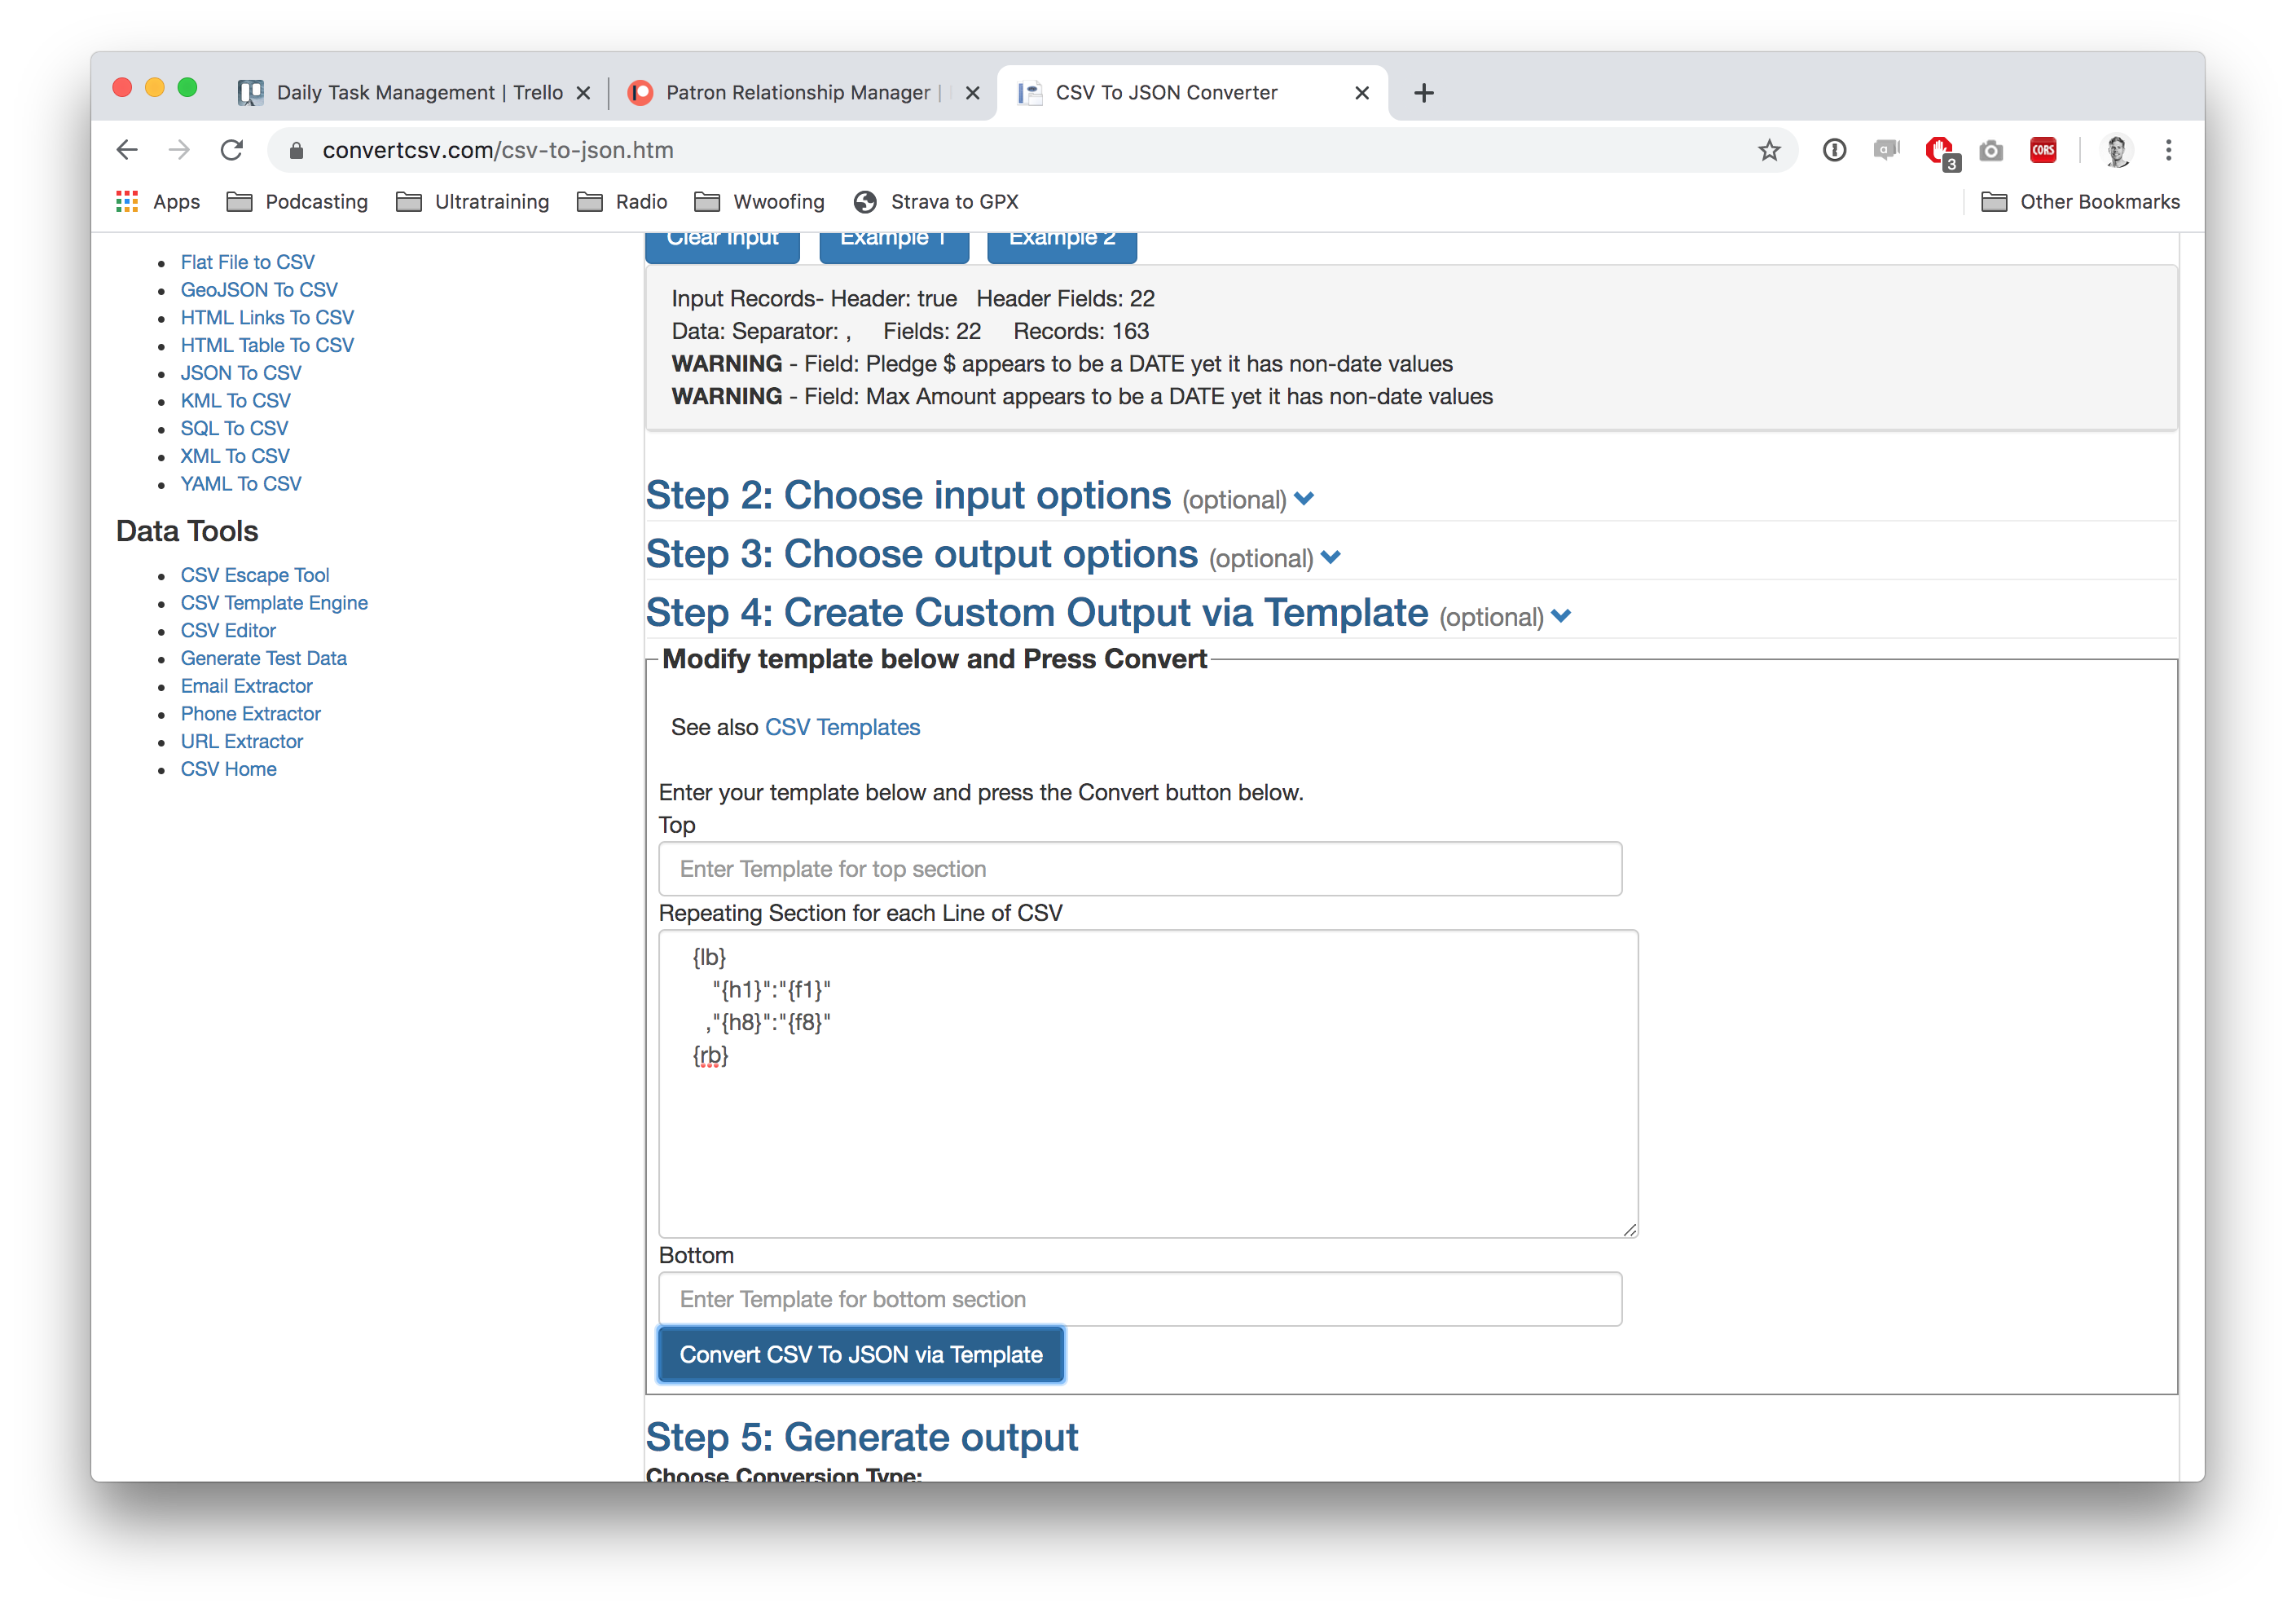 Daily Task Management | Trello
Patron Relationship Manager |
CSV To JSON Converter
convertcsv.com/csv-to-json.htm
a
3
CORS
Apps
Podcasting
Ultratraining
Radio
Wwoofing
Strava to GPX
Other Bookmarks
Flat File to CSV
GeoJSON To CSV
HTML Links To CSV
HTML Table To CSV
JSON To CSV
KML To CSV
SQL To CSV
XML To CSV
YAML To CSV
Data Tools
CSV Escape Tool
CSV Template Engine
CSV Editor
Generate Test Data
Email Extractor
Phone Extractor
URL Extractor
CSV Home
Clear Input
Example 1
Example 2
Input Records- Header: true Header Fields: 22
Data: Separator: , Fields: 22 Records: 163
WARNING - Field: Pledge $ appears to be a DATE yet it has non-date values
WARNING - Field: Max Amount appears to be a DATE yet it has non-date values
Step 2: Choose input options (optional)
Step 3: Choose output options (optional)
Step 4: Create Custom Output via Template (optional)
Modify template below and Press Convert
See also CSV Templates
Enter your template below and press the Convert button below.
Top
Enter Template for top section
Repeating Section for each Line of CSV
{lb}
"{h1}":"{f1}"
,"{h8}":"{f8}"
{rb}
Bottom
Enter Template for bottom section
Convert CSV To JSON via Template
Step 5: Generate output
Choose Conversion Type: